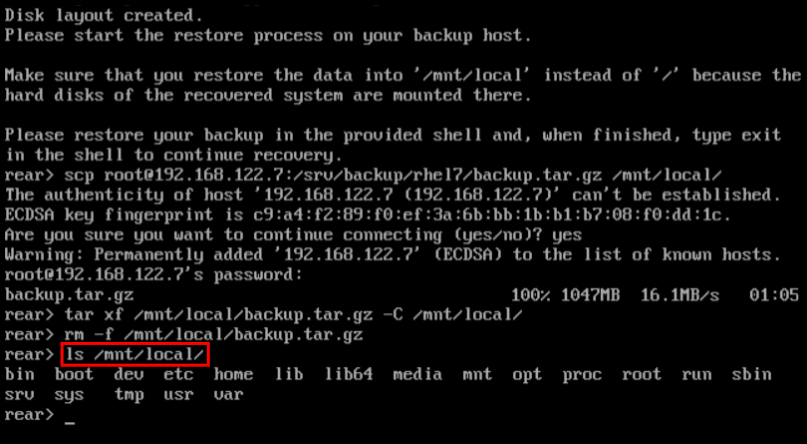 Disk layout created.
Please start the restore process on your backup host.
Make sure that you restore the data into '/mnt/local' instead of '/' because the
hard disks of the recovered system are mounted there.
Please restore your backup in the provided shell and, when finished, type exit
in the shell to continue recovery.
rear> scp root@192.168.122.7:/srv/backup/rhel7/backup.tar.gz /mnt/local/
The authenticity of host '192.168.122.7 (192.168.122.7)' can't be established.
ECDSA key fingerprint is c9:a4:f2:89:f0:ef:3a:6b:bb:1b:b1:b7:08:f0:dd:1c.
Are you sure you want to continue connecting (yes/no)? yes
Warning: Permanently added '192.168.122.7' (ECDSA) to the list of known hosts.
root@192.168.122.7's password:
backup.tar.gz 100% 1047MB 16.1MB/s 01:05
rear> tar xf /mnt/local/backup.tar.gz -C /mnt/local/
rear> rm -f /mnt/local/backup.tar.gz
rear> ls /mnt/local/
bin boot dev etc home lib lib64 media mnt opt proc root run sbin
srv sys tmp usr var
rear> _